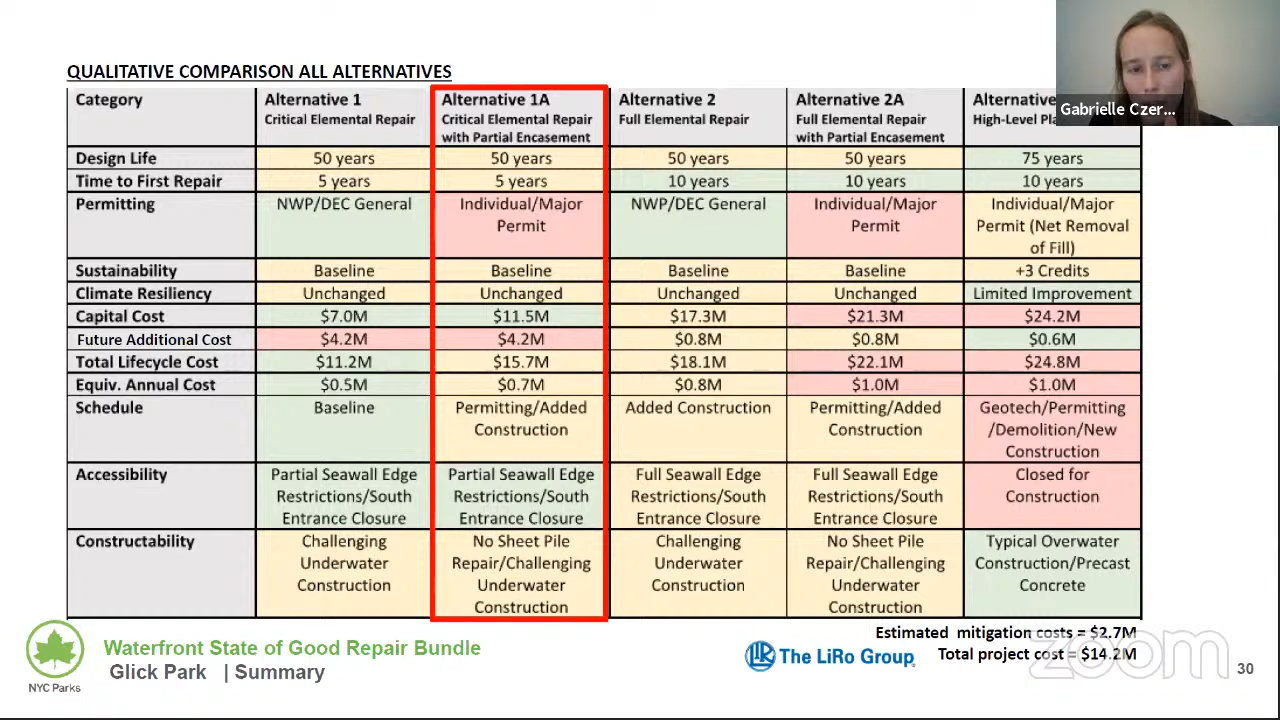 QUALITATIVE COMPARISON ALL ALTERNATIVES
Gabrielle Czer...
Category
Alternative 1
Critical Elemental Repair
Alternative 1A
Critical Elemental Repair
with Partial Encasement
Alternative 2
Full Elemental Repair
Alternative 2A
Full Elemental Repair
with Partial Encasement
High-Level
Design Life
50 years
50 years
50 years
50 years
75 years
Time to First Repair
5 years
5 years
10 years
10 years
10 years
Permitting
NWP/DEC General
Individual/Major
Permit
NWP/DEC General
Individual/Major
Permit
Individual/Major
Permit (Net Removal
of Fill)
Sustainability
Baseline
Baseline
Baseline
Baseline
+3 Credits
Climate Resiliency
Unchanged
Unchanged
Unchanged
Unchanged
Limited Improvement
Capital Cost
$7.0M
$11.5M
$17.3M
$21.3M
$24.2M
Future Additional Cost
$4.2M
$4.2M
$0.8M
$0.8M
$0.6M
Total Lifecycle Cost
$11.2M
$15.7M
$18.1M
$22.1M
$24.8M
Equiv. Annual Cost
$0.5M
$0.7M
$0.8M
$1.0M
$1.0M
Schedule
Baseline
Permitting/Added
Construction
Added Construction
Permitting/Added
Construction
Geotech/Permitting
/Demolition/New
Construction
Accessibility
Partial Seawall Edge
Restrictions/South
Entrance Closure
Partial Seawall Edge
Restrictions/South
Entrance Closure
Full Seawall Edge
Restrictions/South
Entrance Closure
Full Seawall Edge
Restrictions/South
Entrance Closure
Closed for
Construction
Constructability
Challenging
Underwater
Construction
No Sheet Pile
Repair/Challenging
Underwater
Construction
Challenging
Underwater
Construction
No Sheet Pile
Repair/Challenging
Underwater
Construction
Typical Overwater
Construction/Precast
Concrete
Estimated mitigation costs = $2.7M
Total project cost = $14.2M
NYC Parks
Waterfront State of Good Repair Bundle
Glick Park | Summary
The LiRo Group
zoom
30